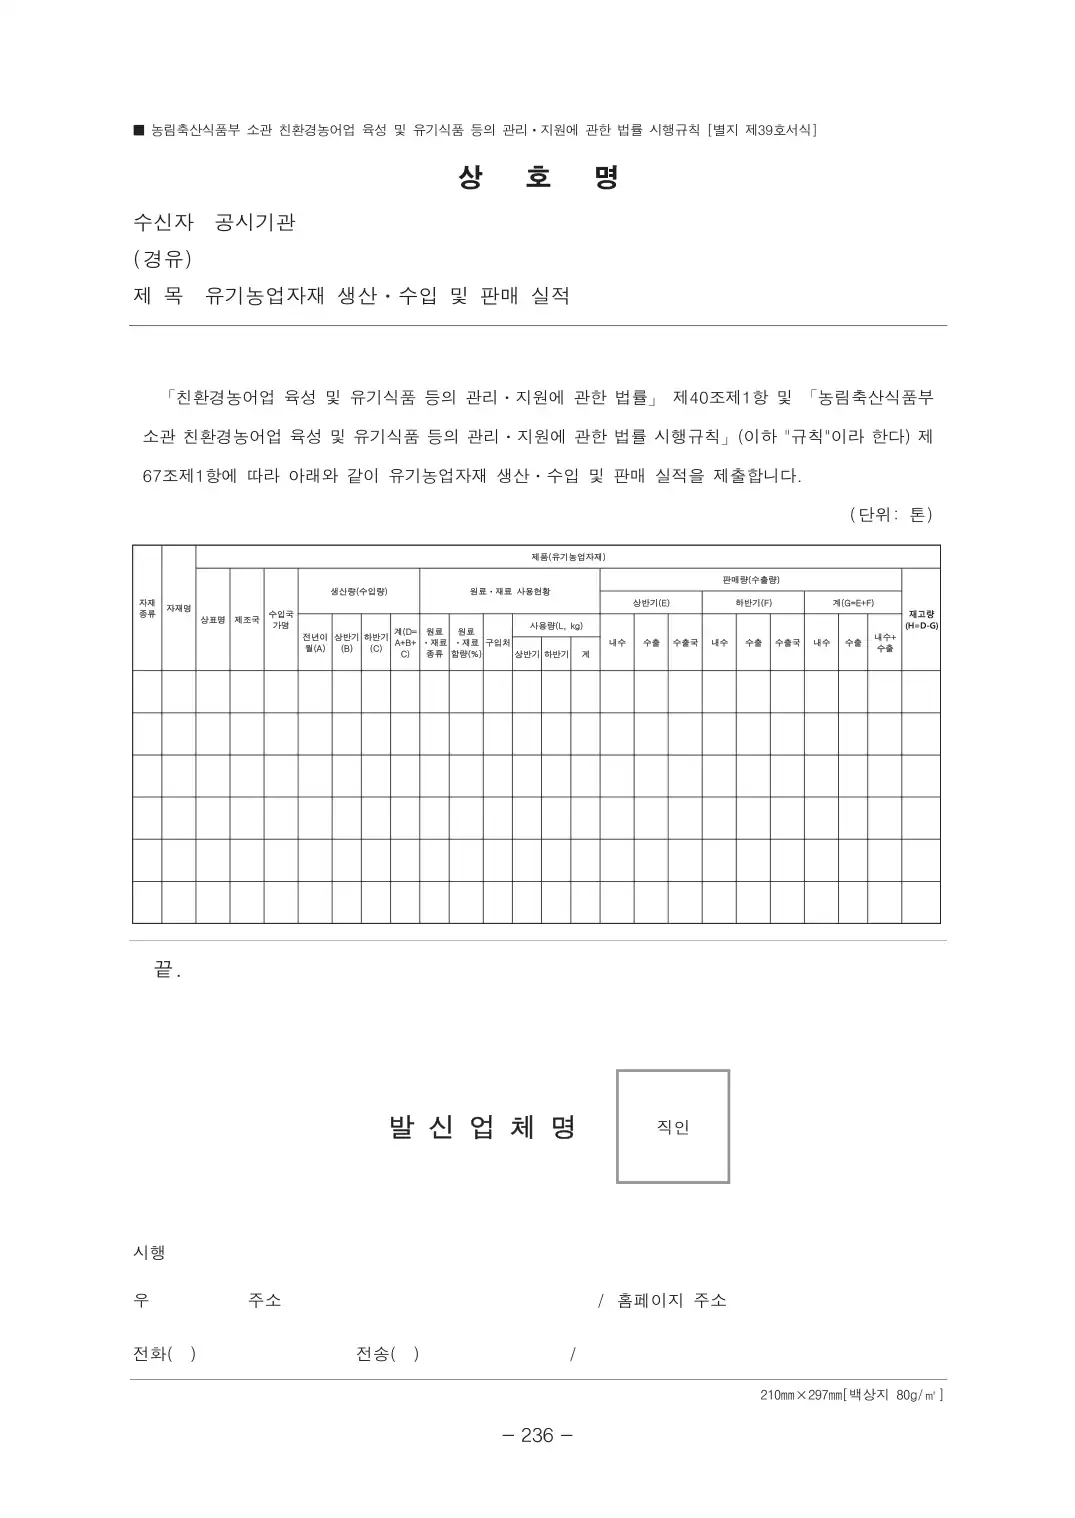 ■ 농림축산식품부 소관 친환경농어업 육성 및 유기식품 등의 관리・지원에 관한 법률 시행규칙 [별지 제39호서식]
상 호 명
수신자 공시기관
(경유)
제 목 유기농업자재 생산・수입 및 판매 실적
「친환경농어업 육성 및 유기식품 등의 관리・지원에 관한 법률」 제40조제1항 및 「농림축산식품부
소관 친환경농어업 육성 및 유기식품 등의 관리・지원에 관한 법률 시행규칙」(이하 "규칙"이라 한다) 제
67조제1항에 따라 아래와 같이 유기농업자재 생산・수입 및 판매 실적을 제출합니다.
(단위: 톤)
자재
종류
자재명
제품(유기농업자재)
상표명
제조국
수입국
가명
생산량(수입량)
원료・재료 사용현황
판매량(수출량)
재고량
(H=D-G)
상반기(E)
하반기(F)
계(G=E+F)
전년이
월(A)
상반기
(B)
하반기
(C)
계(D=
A+B+
C)
원료
・재료
종류
원료
・재료
함량(%)
구입처
사용량(L, kg)
상반기
하반기
계
내수
수출
수출국
내수
수출
수출국
내수
수출
내수+
수출
끝.
발 신 업 체 명
직인
시행
우 주소 / 홈페이지 주소
전화( ) 전송( ) /
210㎜×297㎜[백상지 80g/㎡]
- 236 -